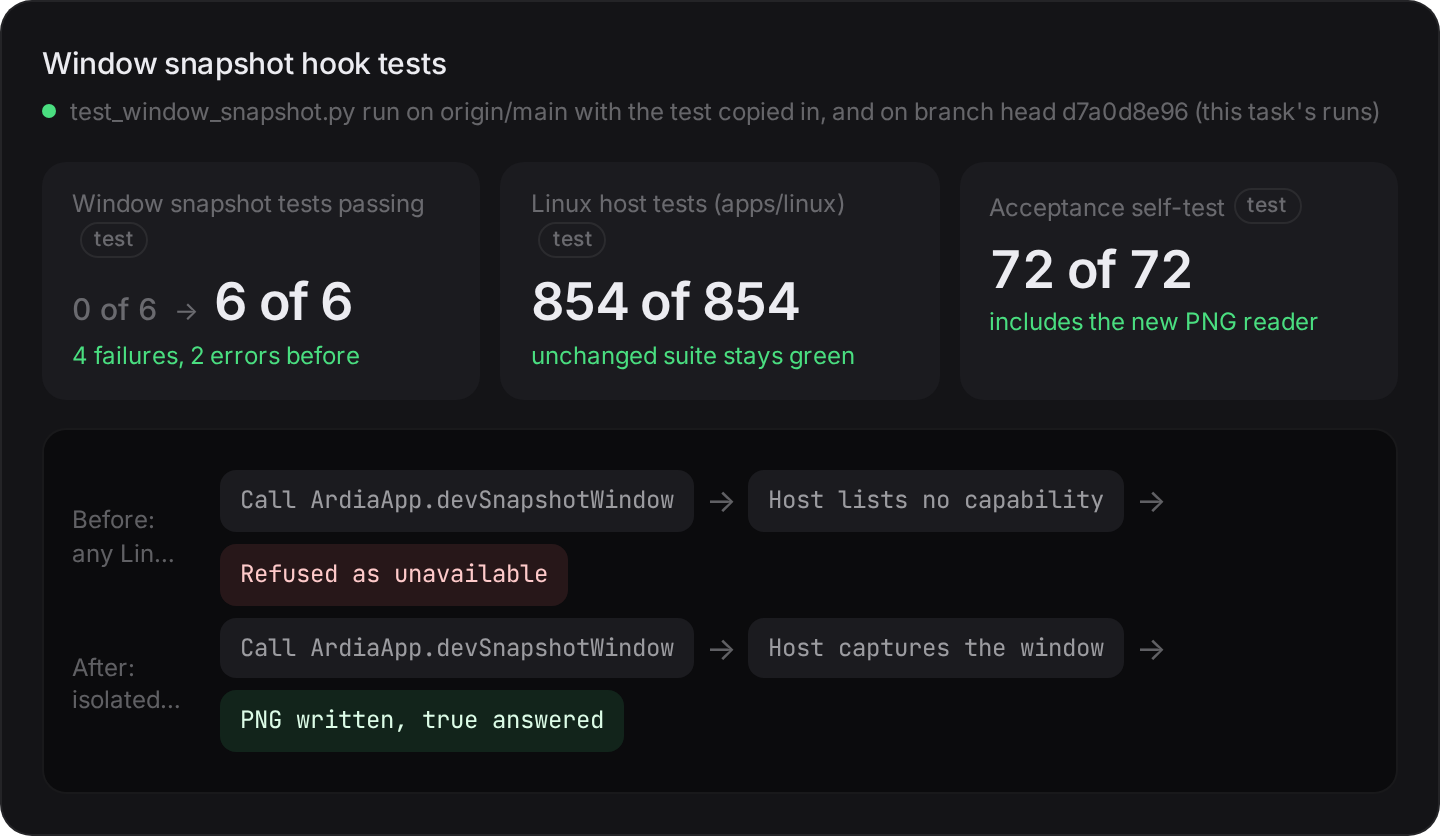 Window snapshot hook tests
test_window_snapshot.py run on origin/main with the test copied in, and on branch head d7a0d8e96 (this task's runs)
Window snapshot tests passing
test
0 of 6 → 6 of 6
4 failures, 2 errors before
Linux host tests (apps/linux)
test
854 of 854
unchanged suite stays green
Acceptance self-test test
72 of 72
includes the new PNG reader
Before:
any Lin…
Call ArdiaApp.devSnapshotWindow → Host lists no capability →
Refused as unavailable
After:
isolated…
Call ArdiaApp.devSnapshotWindow → Host captures the window →
PNG written, true answered